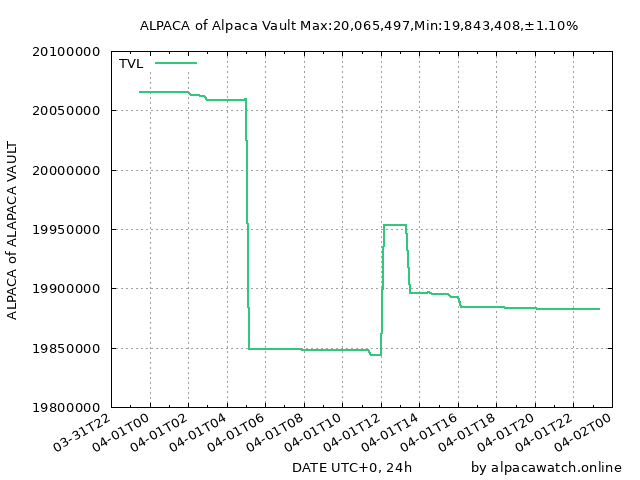 ALPACA of Alpaca Vault Max:20,065,497,Min:19,843,408,±1.10%
TVL
20100000
20050000
20000000
19950000
19900000
19850000
19800000
ALPACA of ALAPACA VAULT
03-31T22
04-01T00
04-01T02
04-01T04
04-01T06
04-01T08
04-01T10
04-01T12
04-01T14
04-01T16
04-01T18
04-01T20
04-01T22
04-02T00
DATE UTC+0, 24h
by alpacawatch.online